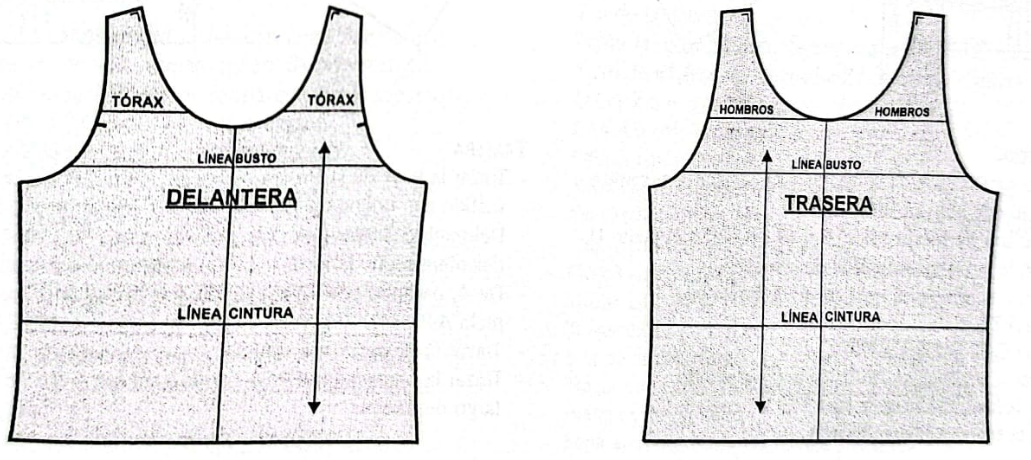 TÓRAX TÓRAX
LÍNEA BUSTO
DELANTERA
LÍNEA CINTURA
HOMBROS HOMBROS
LÍNEA BUSTO
TRASERA
LÍNEA CINTURA